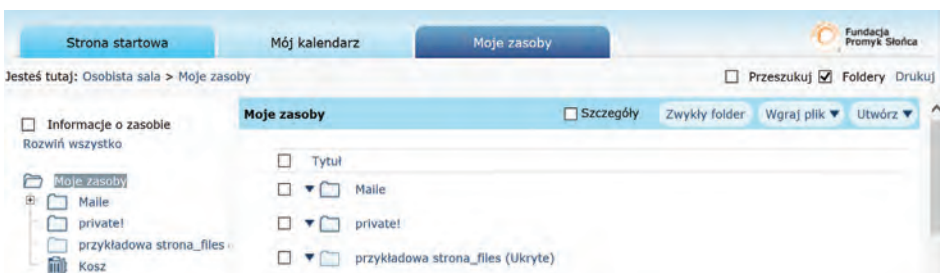 Strona startowa
Mój kalendarz
Moje zasoby
Fundacja
Promyk Słońca
Jesteś tutaj: Osobista sala > Moje zasoby
Przeszukuj Foldery Drukuj
Informacje o zasobie
Rozwiń wszystko
Moje zasoby
Maile
private!
przykładowa strona_files
Kosz
Moje zasoby
Szczegóły
Zwykły folder
Wgraj plik
Utwórz
Tytuł
Maile
private!
przykładowa strona_files (Ukryte)